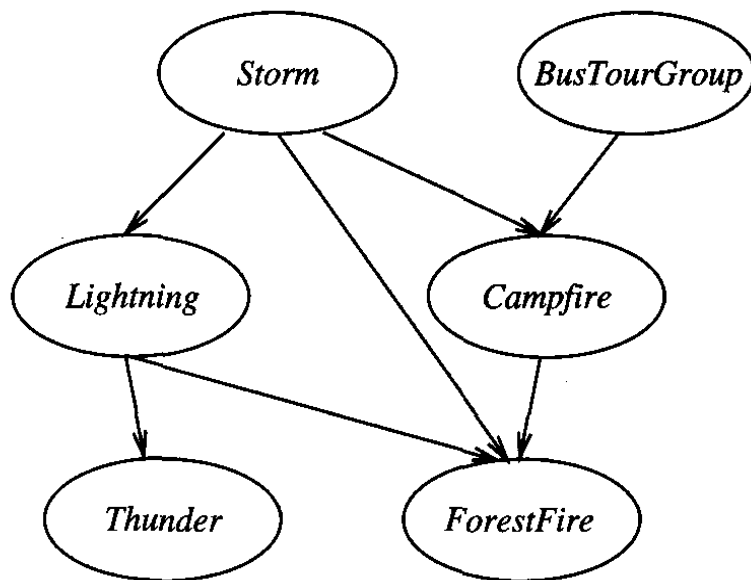 Storm
BusTourGroup
Lightning
Campfire
Thunder
ForestFire